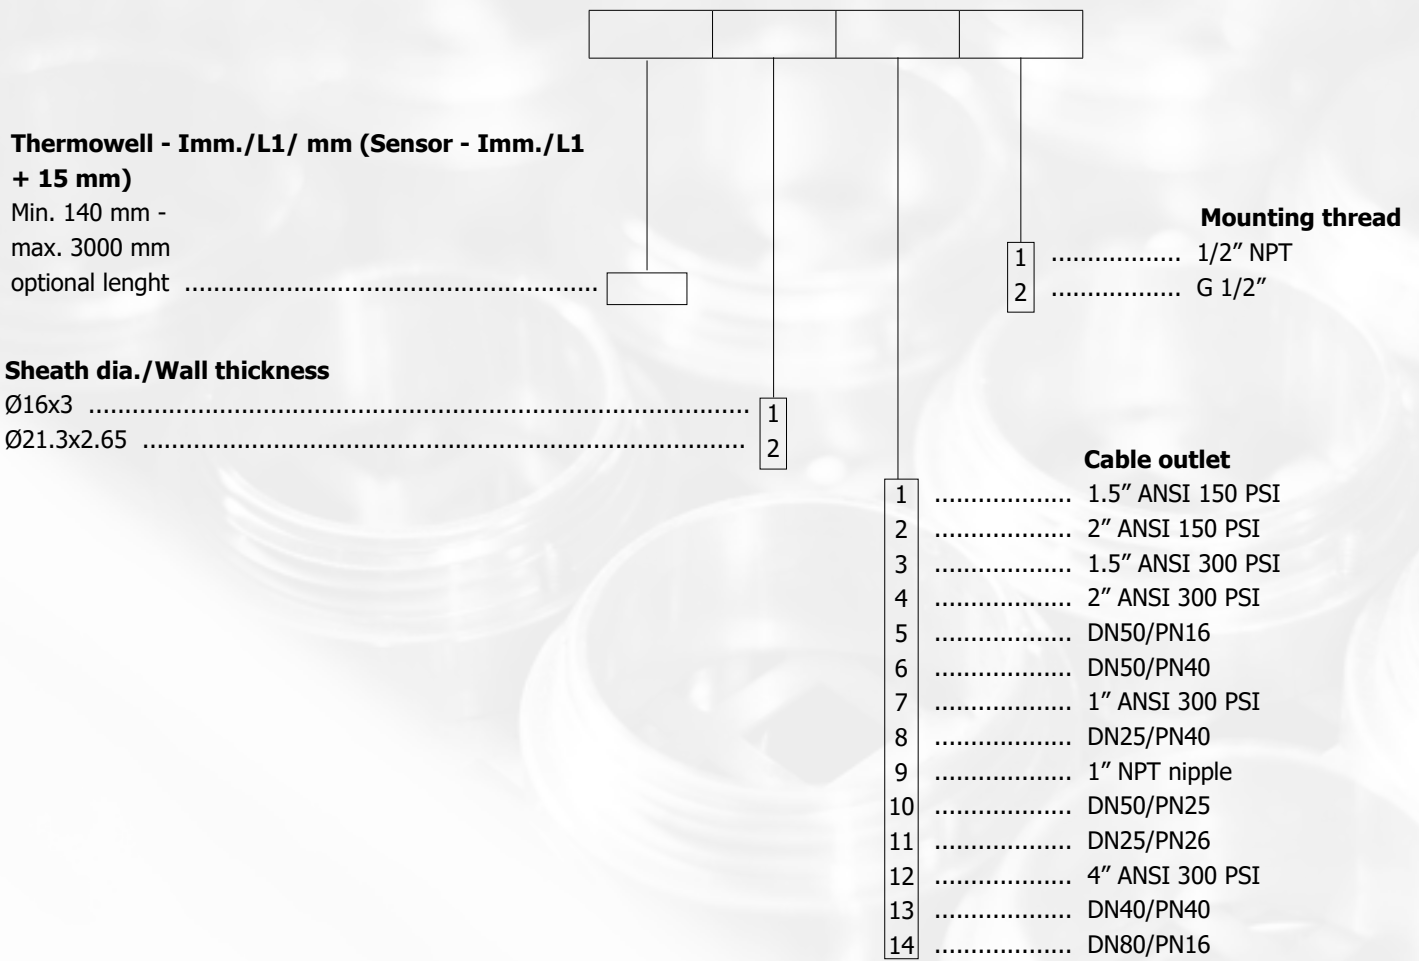 Thermowell - Imm./L1/ mm (Sensor - Imm./L1
+ 15 mm)
Min. 140 mm -
max. 3000 mm
optional lenght ........................................................
Mounting thread
1 .................. 1/2” NPT
2 .................. G 1/2”
Sheath dia./Wall thickness
Ø16x3 .......................................................................................... 1
Ø21.3x2.65 ................................................................................... 2
Cable outlet
1 ................... 1.5” ANSI 150 PSI
2 ................... 2” ANSI 150 PSI
3 ................... 1.5” ANSI 300 PSI
4 ................... 2” ANSI 300 PSI
5 ................... DN50/PN16
6 ................... DN50/PN40
7 ................... 1” ANSI 300 PSI
8 ................... DN25/PN40
9 ................... 1” NPT nipple
10 ................... DN50/PN25
11 ................... DN25/PN26
12 ................... 4” ANSI 300 PSI
13 ................... DN40/PN40
14 ................... DN80/PN16